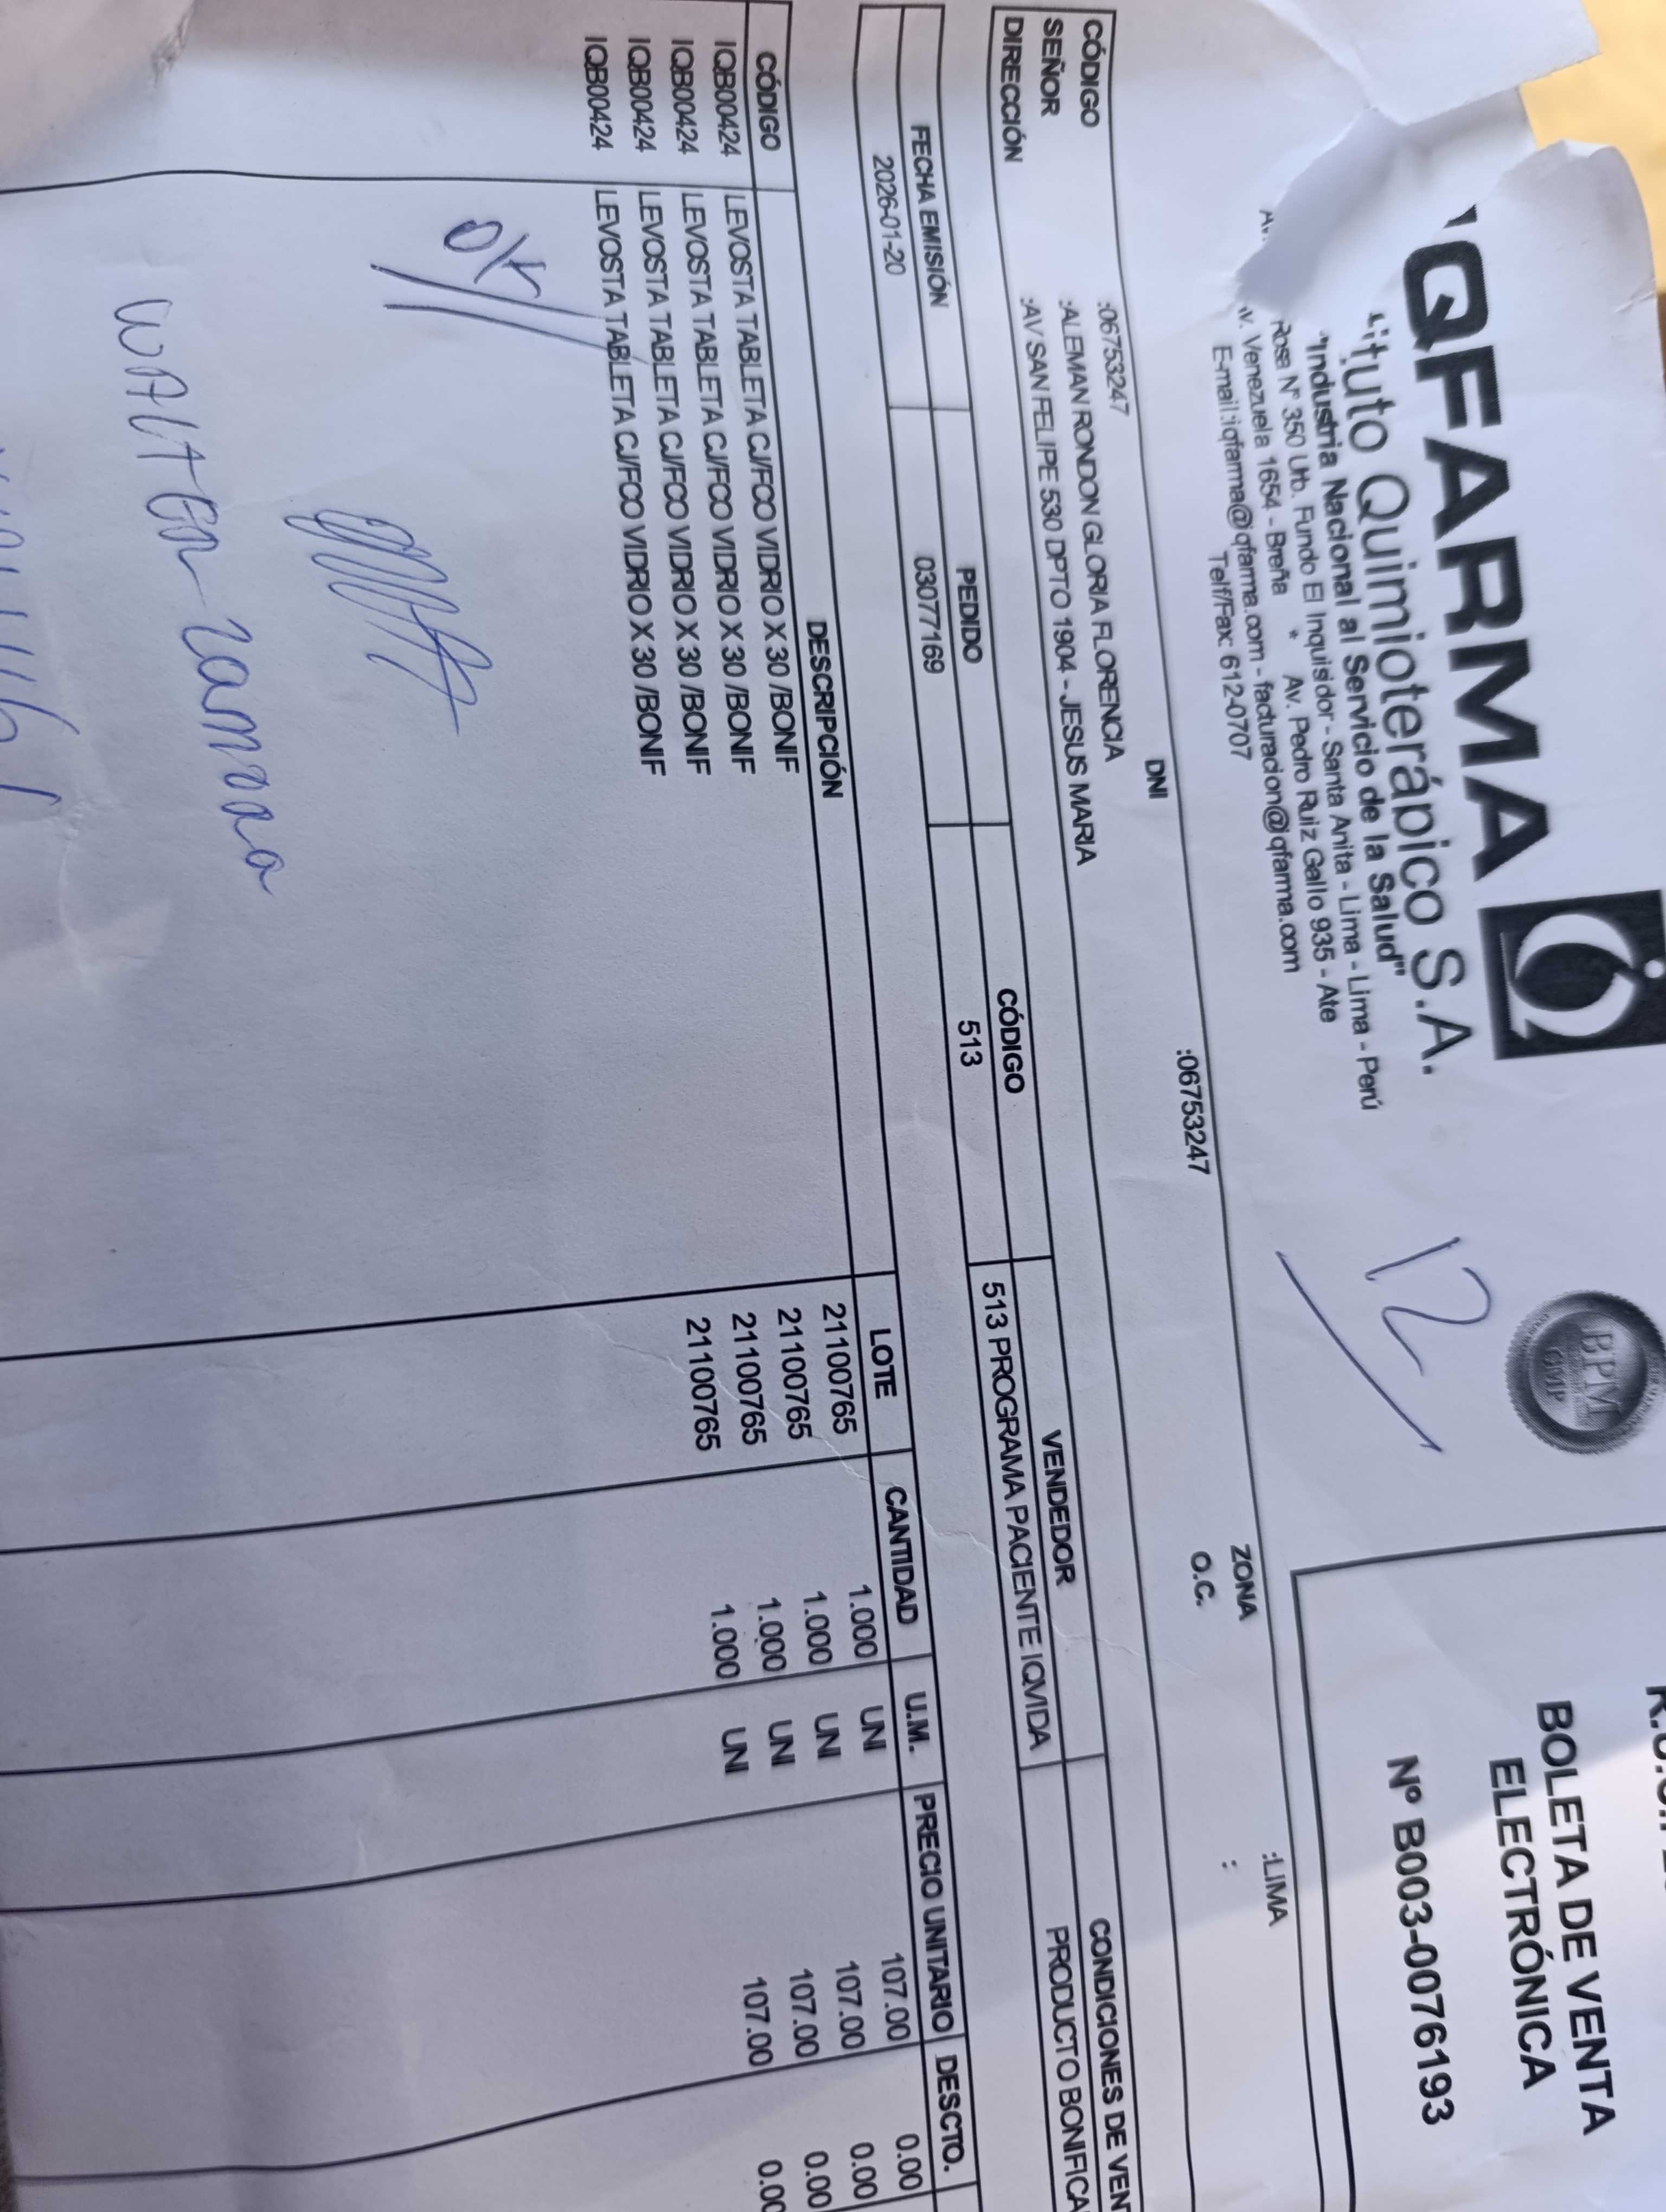 QFARMA
ituto Quimioterápico S.A.
"Industria Nacional al Servicio de la Salud"
Rosa N° 350 Urb. Fundo El Inquisidor - Santa Anita - Lima - Lima - Perú
Av. Venezuela 1654 - Breña * Av. Pedro Ruiz Gallo 935 - Ate
E-mail:iqfarma@iqfarma.com - facturacion@iqfarma.com
Telf/Fax: 612-0707
12
BPM
GMP
BOLETA DE VENTA
ELECTRÓNICA
Nº B003-0076193
CÓDIGO :06753247 DNI :06753247 ZONA :LIMA
SEÑOR :ALEMAN RONDON GLORIA FLORENCIA O.C. :
DIRECCIÓN :AV SAN FELIPE 530 DPTO 1904 - JESUS MARIA
FECHA EMISIÓN PEDIDO CÓDIGO VENDEDOR CONDICIONES DE VENT
2026-01-20 03077169 513 513 PROGRAMA PACIENTE IQVIDA PRODUCTO BONIFICA
CÓDIGO DESCRIPCIÓN LOTE CANTIDAD U.M. PRECIO UNITARIO DESCTO.
IQB00424 LEVOSTA TABLETA CJ/FCO VIDRIO X 30 /BONIF 21100765 1.000 UNI 107.00 0.00
IQB00424 LEVOSTA TABLETA CJ/FCO VIDRIO X 30 /BONIF 21100765 1.000 UNI 107.00 0.00
IQB00424 LEVOSTA TABLETA CJ/FCO VIDRIO X 30 /BONIF 21100765 1.000 UNI 107.00 0.00
IQB00424 LEVOSTA TABLETA CJ/FCO VIDRIO X 30 /BONIF 21100765 1.000 UNI 107.00 0.00
OK
WALTER Zamora